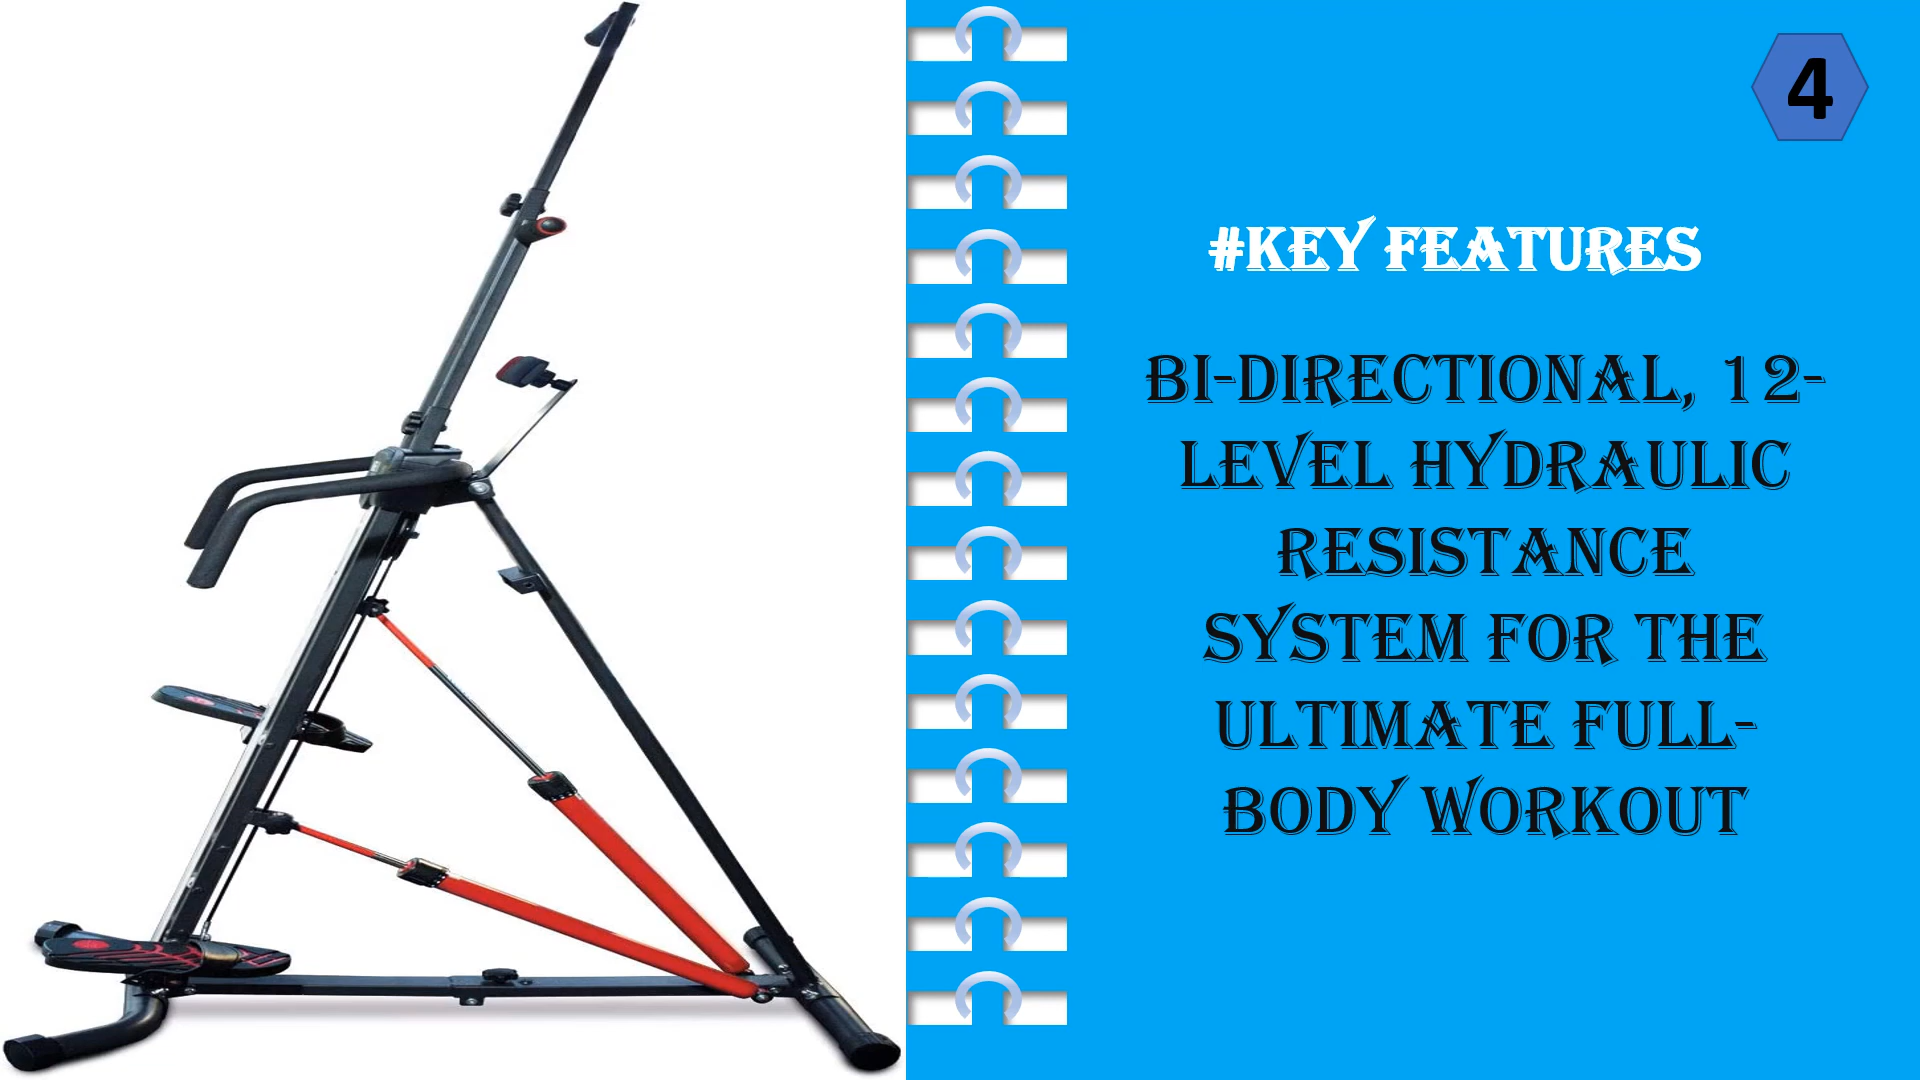 4
#KEY FEATURES
BI-DIRECTIONAL, 12-
LEVEL HYDRAULIC
RESISTANCE
SYSTEM FOR THE
ULTIMATE FULL-
BODY WORKOUT